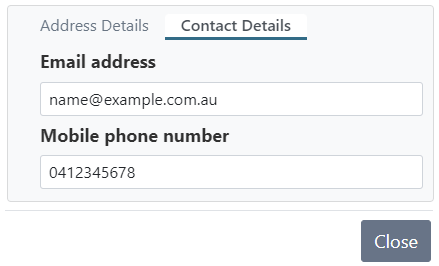 Address Details Contact Details
Email address
name@example.com.au
Mobile phone number
0412345678
Close